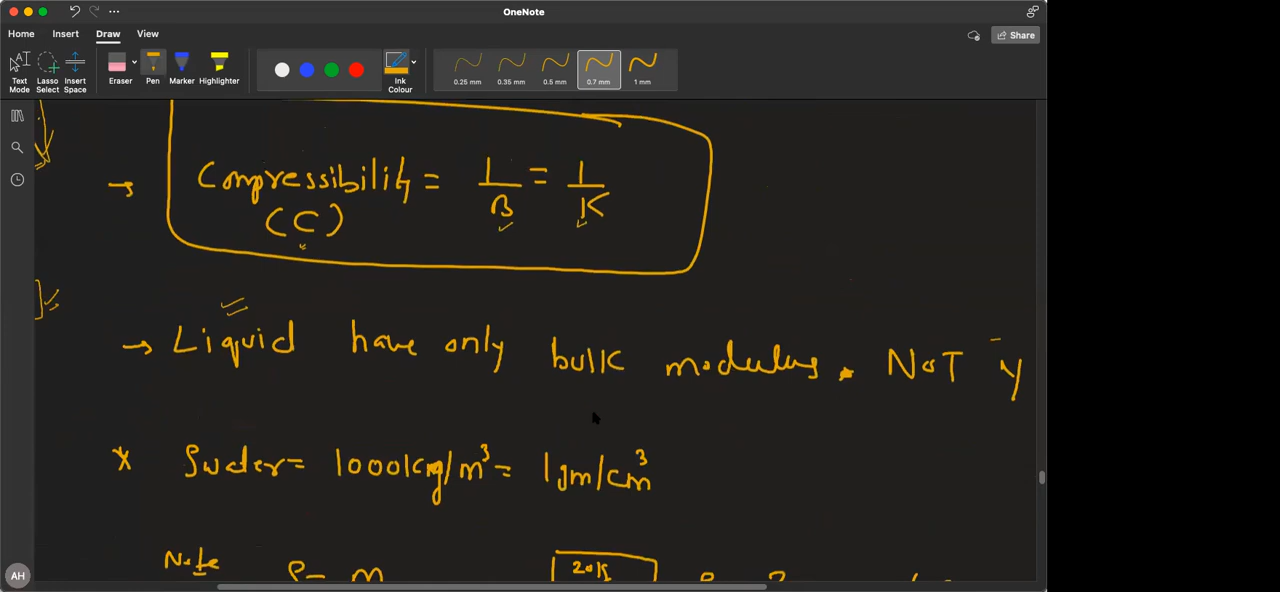 OneNote
Home Insert Draw View
Share
Text Mode
Lasso Select
Insert Space
Eraser
Pen
Marker
Highlighter
Ink Colour
0.25 mm
0.35 mm
0.5 mm
0.7 mm
1 mm
→ Compressibility = 1/B = 1/K
(C)
→ Liquid have only bulk modulus. NOT y
* ρwater = 1000kg/m³ = 1gm/cm³
Note
ρ = m
AH